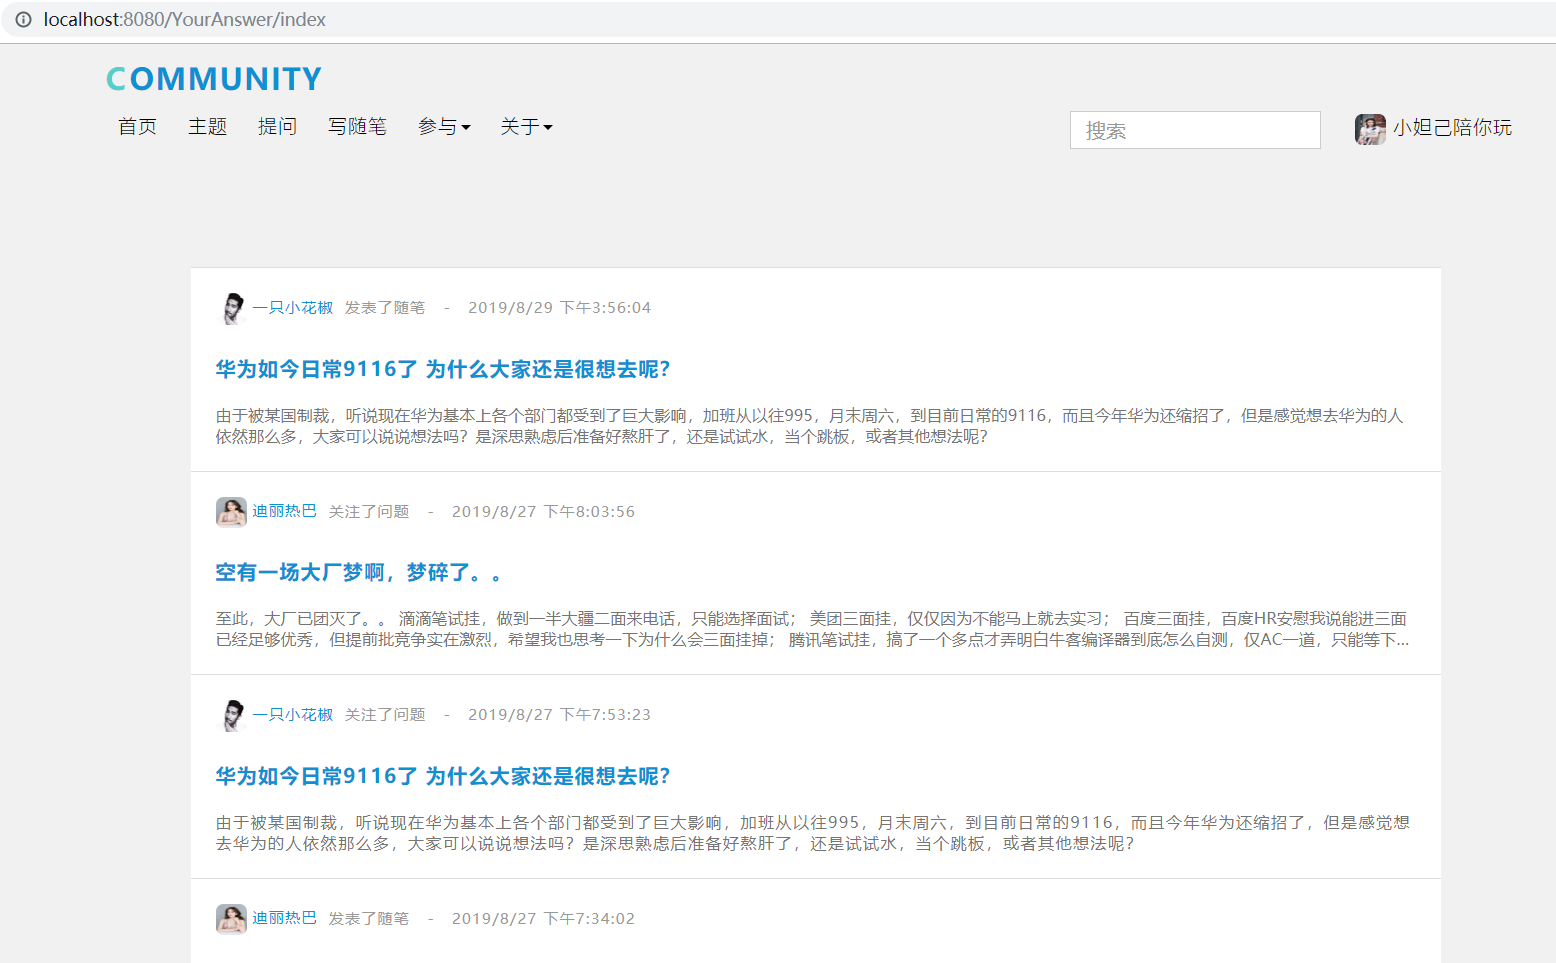 localhost:8080/YourAnswer/index
COMMUNITY
首页 主题 提问 写随笔 参与 关于 搜索 小妲己陪你玩
一只小花椒 发表了随笔 - 2019/8/29 下午3:56:04
华为如今日常9116了 为什么大家还是很想去呢？
由于被某国制裁，听说现在华为基本上各个部门都受到了巨大影响，加班从以往995，月末周六，到目前日常的9116，而且今年华为还缩招了，但是感觉想去华为的人
依然那么多，大家可以说说想法吗？是深思熟虑后准备好熬肝了，还是试试水，当个跳板，或者其他想法呢？
迪丽热巴 关注了问题 - 2019/8/27 下午8:03:56
空有一场大厂梦啊，梦碎了。。
至此，大厂已团灭了。。 滴滴笔试挂，做到一半大疆二面来电话，只能选择面试； 美团三面挂，仅仅因为不能马上就去实习； 百度三面挂，百度HR安慰我说能进三面
已经足够优秀，但提前批竞争实在激烈，希望我也思考一下为什么会三面挂掉； 腾讯笔试挂，搞了一个多点才弄明白牛客编译器到底怎么自测，仅AC一道，只能等下...
一只小花椒 关注了问题 - 2019/8/27 下午7:53:23
华为如今日常9116了 为什么大家还是很想去呢？
由于被某国制裁，听说现在华为基本上各个部门都受到了巨大影响，加班从以往995，月末周六，到目前日常的9116，而且今年华为还缩招了，但是感觉想
去华为的人依然那么多，大家可以说说想法吗？是深思熟虑后准备好熬肝了，还是试试水，当个跳板，或者其他想法呢？
迪丽热巴 发表了随笔 - 2019/8/27 下午7:34:02